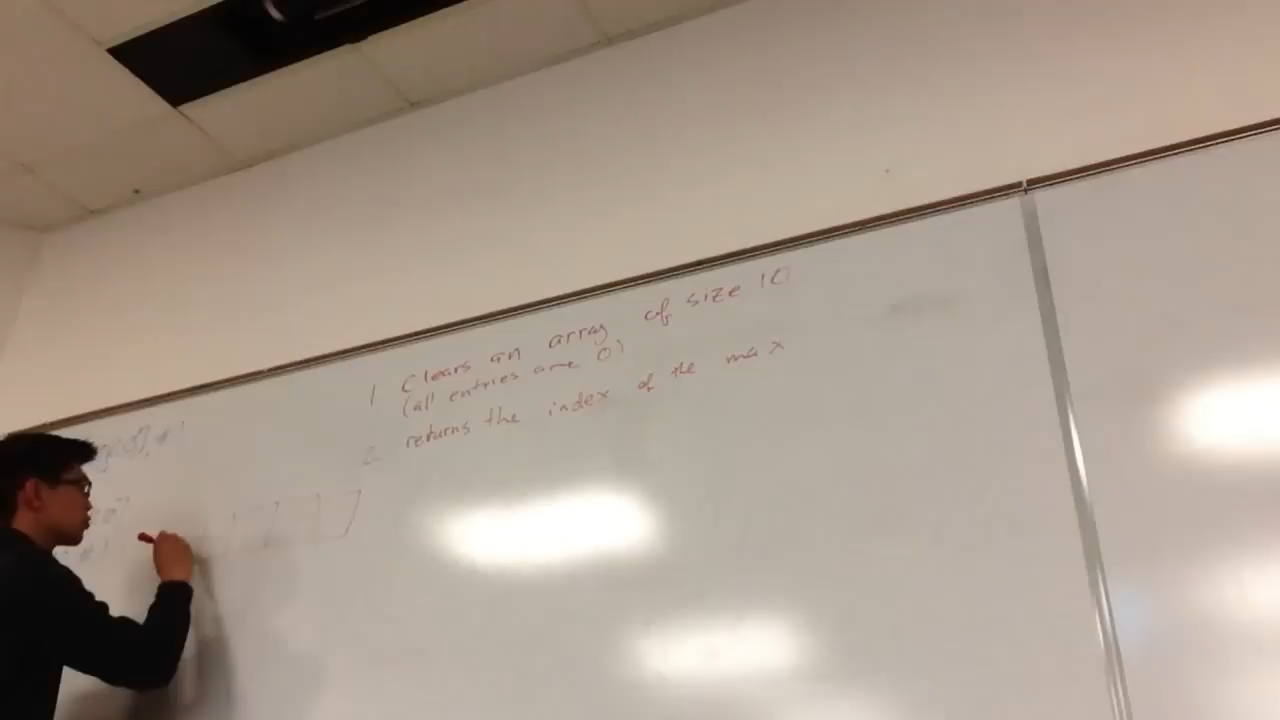 1 Clears an array of size 10
(all entries are 0)
2 returns the index of the max